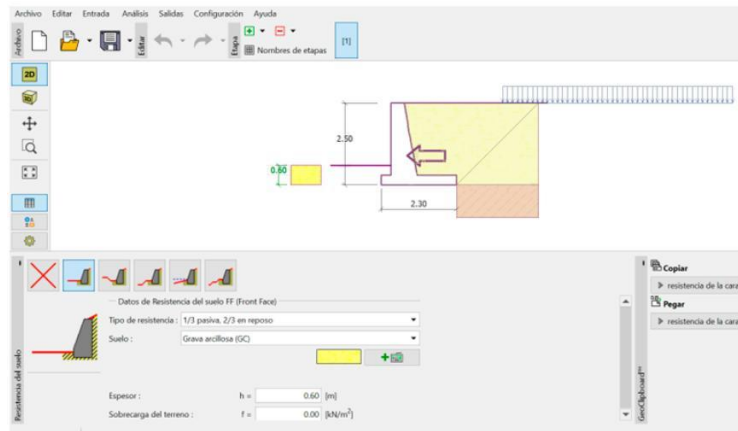 Archivo Editar Entrada Análisis Salidas Configuración Ayuda
Archivo
Editar
Etapa
Nombres de etapas
[1]
2D
3D
2.50
0.60
2.30
Resistencia del suelo
Datos de Resistencia del suelo FF (Front Face)
Tipo de resistencia : 1/3 pasiva, 2/3 en reposo
Suelo : Grava arcillosa (GC)
Espesor : h = 0.60 [m]
Sobrecarga del terreno : f = 0.00 [kN/m²]
GeoClipboard™
Copiar
resistencia de la cara
Pegar
resistencia de la cara